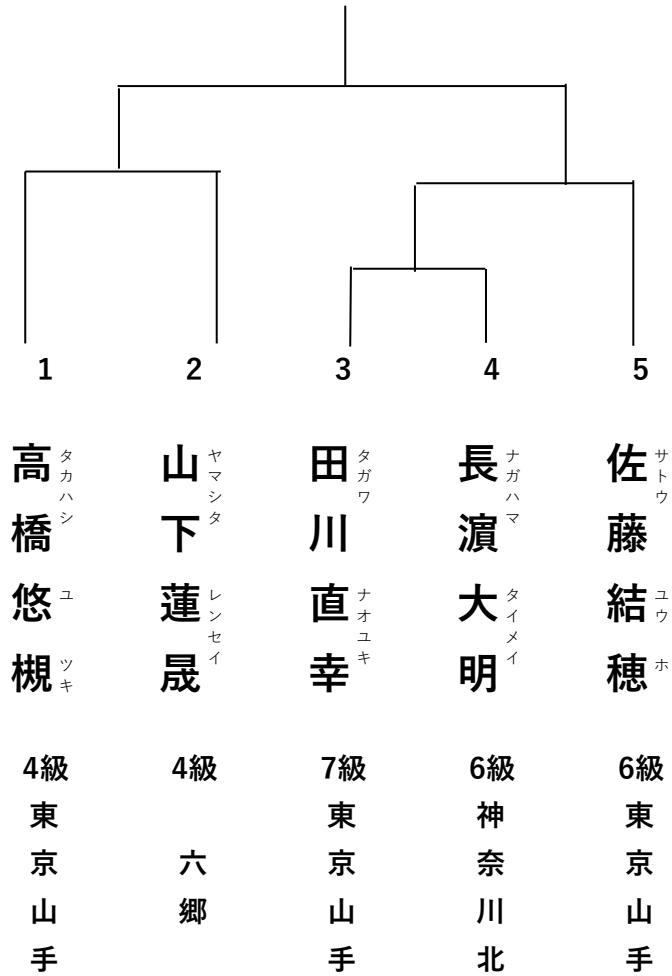 1
2
3
4
5
高橋悠槻
タカハシ
ユヅキ
山下蓮晟
ヤマシタ
レンセイ
田川直幸
タガワ
ナオユキ
長濵大明
ナガハマ
タイメイ
佐藤結穂
サトウ
ユウホ
4級
4級
7級
6級
6級
東京山手
六郷
東京山手
神奈川北
東京山手